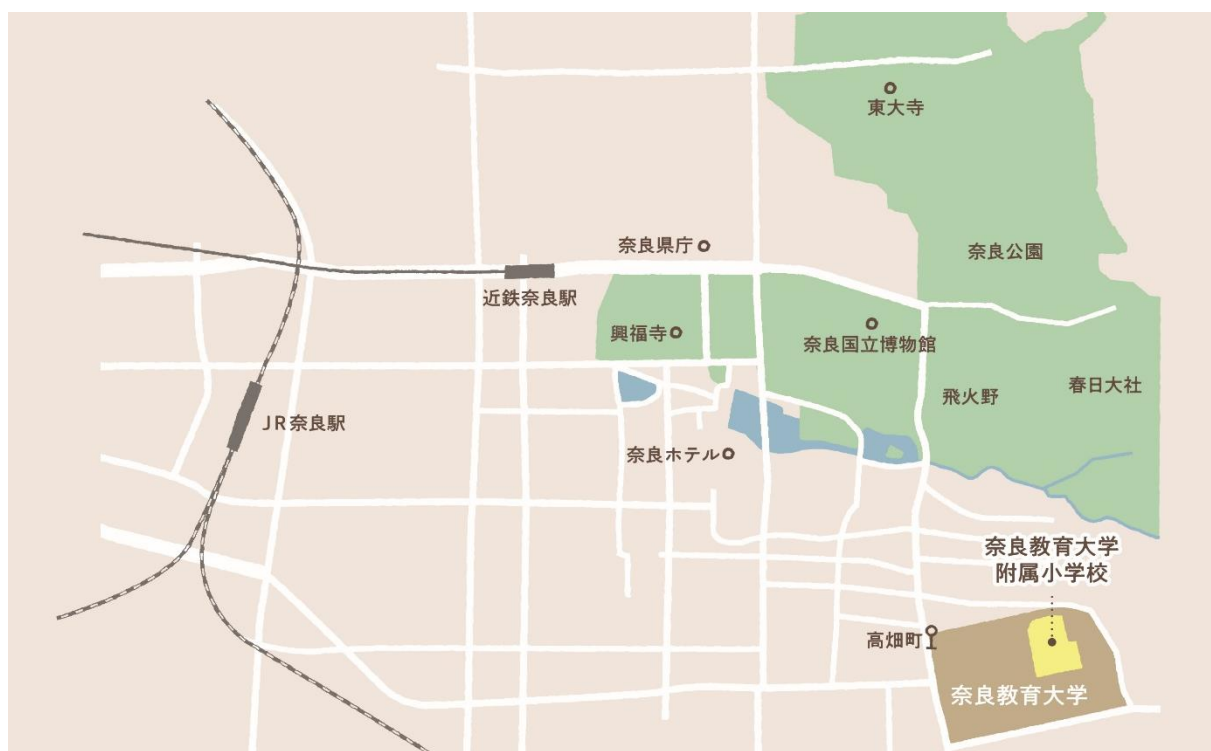 東大寺
奈良県庁
奈良公園
近鉄奈良駅
興福寺
奈良国立博物館
春日大社
飛火野
JR奈良駅
奈良ホテル
奈良教育大学
附属小学校
高畑町
奈良教育大学